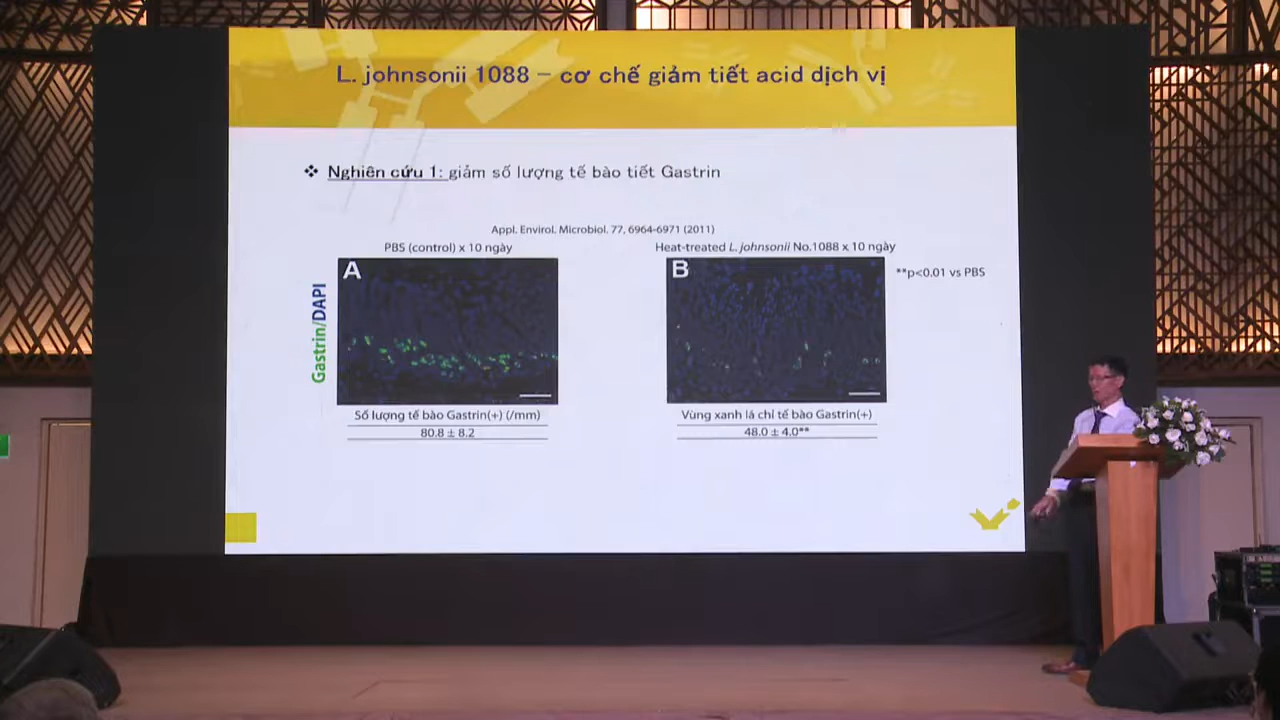 L. johnsonii 1088 – cơ chế giảm tiết acid dịch vị
❖ Nghiên cứu 1: giảm số lượng tế bào tiết Gastrin
Appl. Envirol. Microbiol. 77, 6964-6971 (2011)
PBS (control) x 10 ngày
Heat-treated L. johnsonii No.1088 x 10 ngày
A
B
**p<0.01 vs PBS
Gastrin/DAPI
Số lượng tế bào Gastrin(+) (/mm)
80.8 ± 8.2
Vùng xanh lá chỉ tế bào Gastrin(+)
48.0 ± 4.0**